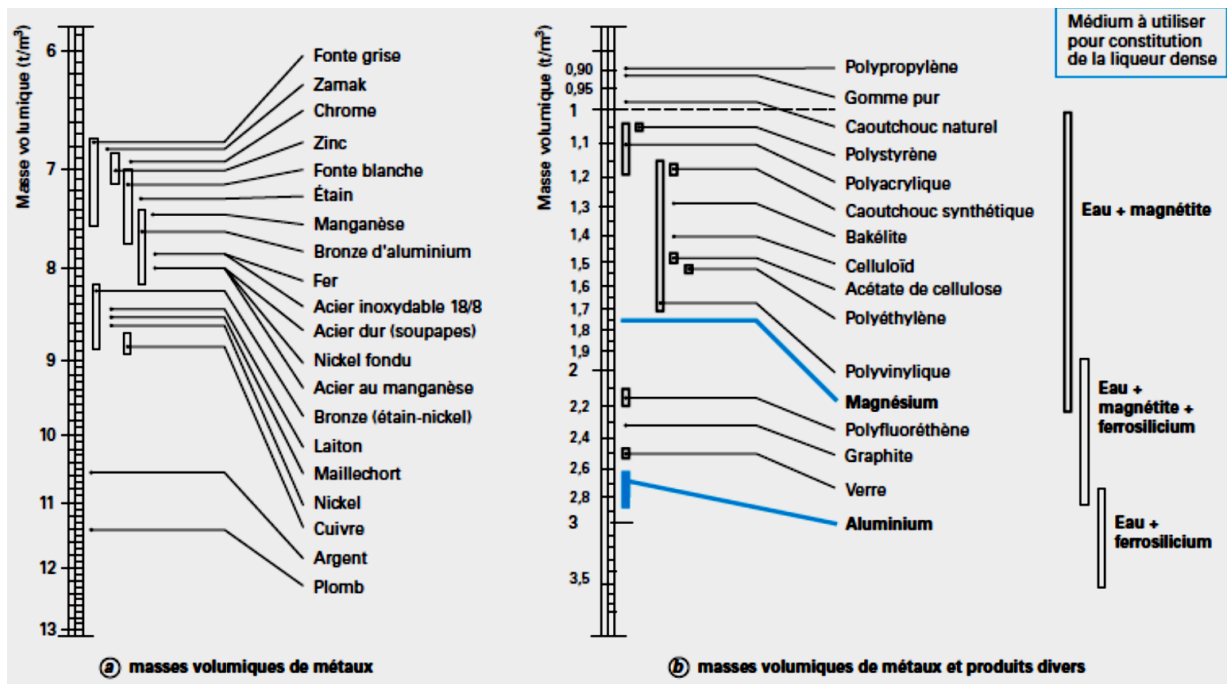 Masse volumique (t/m³)
6
7
8
9
10
11
12
13
Fonte grise
Zamak
Chrome
Zinc
Fonte blanche
Étain
Manganèse
Bronze d'aluminium
Fer
Acier inoxydable 18/8
Acier dur (soupapes)
Nickel fondu
Acier au manganèse
Bronze (étain-nickel)
Laiton
Maillechort
Nickel
Cuivre
Argent
Plomb
a masses volumiques de métaux
Masse volumique (t/m³)
0,90
0,95
1
1,1
1,2
1,3
1,4
1,5
1,6
1,7
1,8
1,9
2
2,2
2,4
2,6
2,8
3
3,5
Polypropylène
Gomme pur
Caoutchouc naturel
Polystyrène
Polyacrylique
Caoutchouc synthétique
Bakélite
Celluloïd
Acétate de cellulose
Polyéthylène
Polyvinylique
Magnésium
Polyfluoréthène
Graphite
Verre
Aluminium
Médium à utiliser
pour constitution
de la liqueur dense
Eau + magnétite
Eau +
magnétite +
ferrosilicium
Eau +
ferrosilicium
b masses volumiques de métaux et produits divers